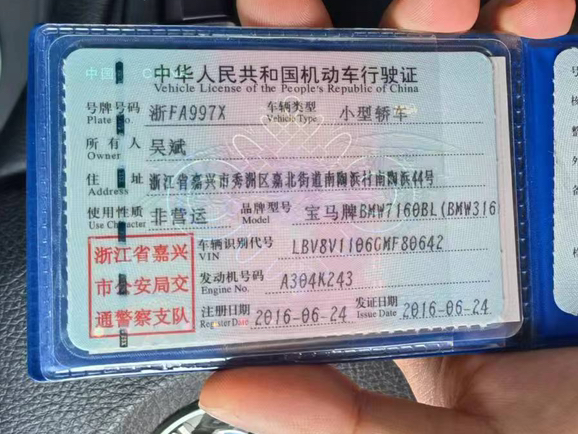 中华人民共和国机动车行驶证
Vehicle License of the People's Republic of China
号牌号码 浙FA997X 车辆类型 小型轿车
Plate No. Vehicle Type
所有人 吴斌
Owner
住址 浙江省嘉兴市秀洲区嘉北街道南陶浜村南陶浜44号
Address
使用性质 非营运 品牌型号 宝马牌BMW7160BL(BMW316
Use Character Model
浙江省嘉兴 车辆识别代号 LBV8V1106GMF80642
VIN
市公安局交 发动机号码 A304K243
Engine No.
通警察支队 注册日期 2016-06-24 发证日期 2016-06-24
Register Date Issue Date